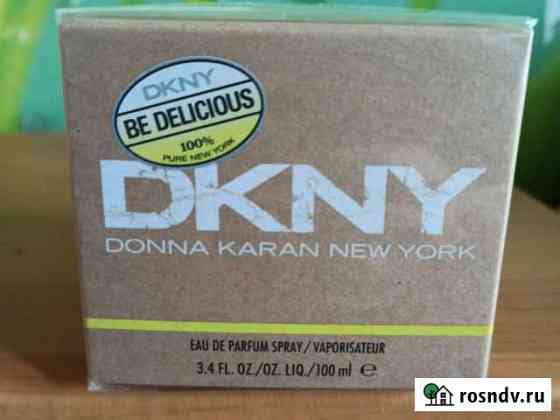 DKNY
BE DELICIOUS
100%
PURE NEW YORK
DKNY
DONNA KARAN NEW YORK
EAU DE PARFUM SPRAY/VAPORISATEUR
3.4 FL. OZ./OZ. LIQ./100 ml ℮
rosndv.ru